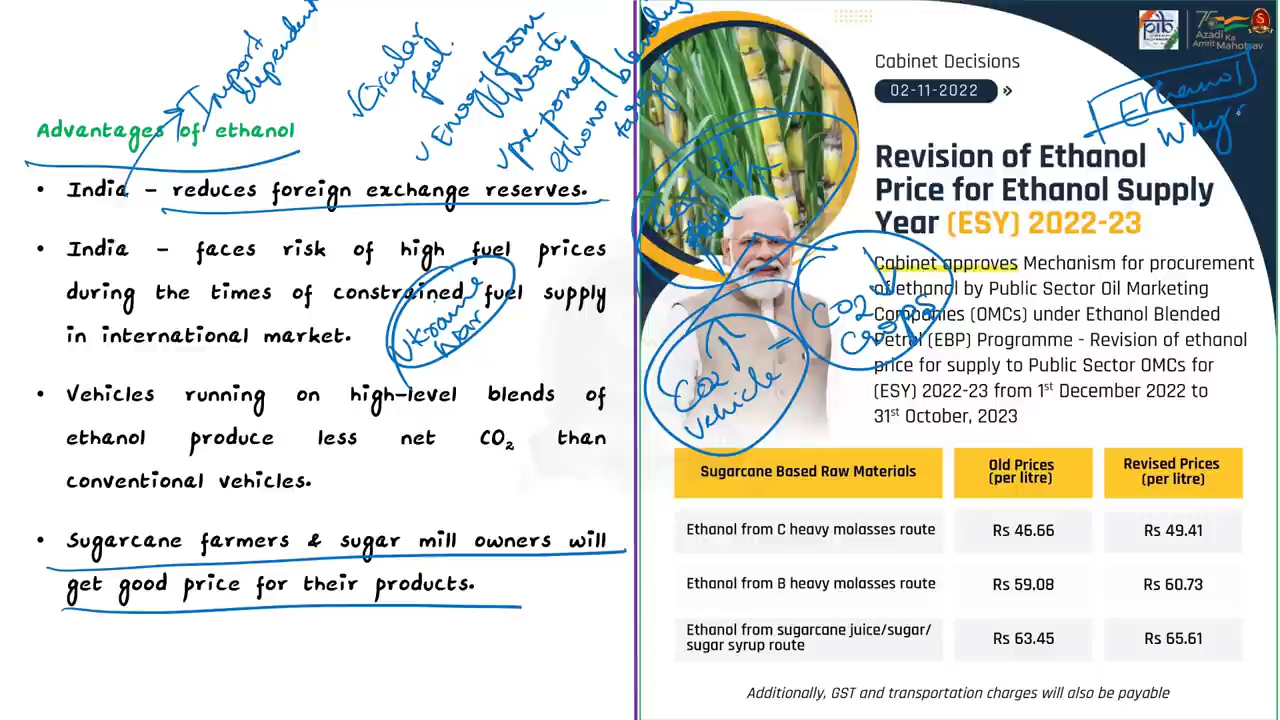 Import
dependent
Circular
fuel
Energy from
waste
preponed
ethanol blending
target
Advantages of ethanol
• India – reduces foreign exchange reserves.
• India – faces risk of high fuel prices
during the times of constrained fuel supply
in international market.
Ukraine
war
• Vehicles running on high-level blends of
ethanol produce less net CO₂ than
conventional vehicles.
• Sugarcane farmers & sugar mill owners will
get good price for their products.
pib
75
Azadi Ka
Amrit Mahotsav
Cabinet Decisions
02-11-2022 »
Ethanol
Why?
Revision of Ethanol
Price for Ethanol Supply
Year (ESY) 2022-23
Cabinet approves Mechanism for procurement
of ethanol by Public Sector Oil Marketing
Companies (OMCs) under Ethanol Blended
Petrol (EBP) Programme - Revision of ethanol
price for supply to Public Sector OMCs for
(ESY) 2022-23 from 1st December 2022 to
31st October, 2023
CO2 ↓
Crops
CO2 ↑
vehicle =
Sugarcane Based Raw Materials Old Prices (per litre) Revised Prices (per litre)
Ethanol from C heavy molasses route Rs 46.66 Rs 49.41
Ethanol from B heavy molasses route Rs 59.08 Rs 60.73
Ethanol from sugarcane juice/sugar/
sugar syrup route Rs 63.45 Rs 65.61
Additionally, GST and transportation charges will also be payable